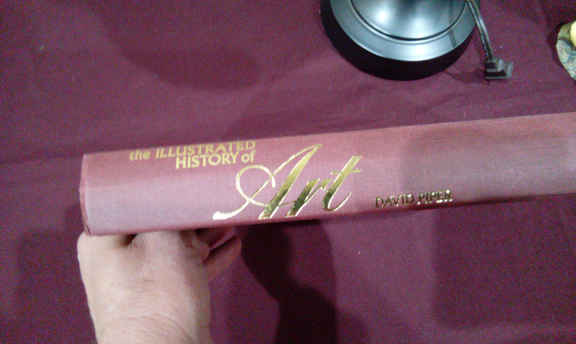 the ILLUSTRATED
HISTORY of
Art
DAVID PIPER